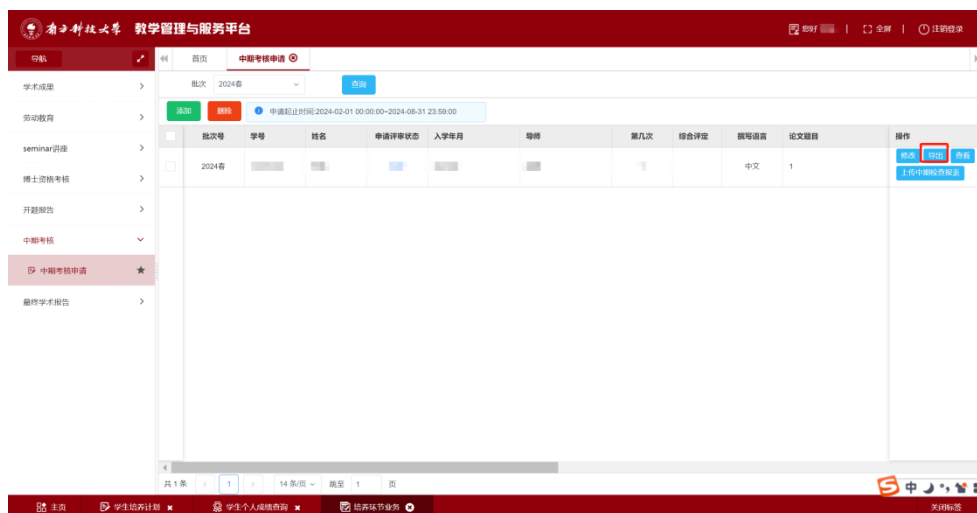 南方科技大学 教学管理与服务平台
您好 | 全屏 | 注销登录
导航
首页 中期考核申请
学术成果
劳动教育
seminar讲座
博士资格考核
开题报告
中期考核
中期考核申请
最终学术报告
批次 2024春 查询
添加 删除 申请起止时间:2024-02-01 00:00:00~2024-08-31 23:59:00
批次号 学号 姓名 申请评审状态 入学年月 导师 第几次 综合评定 撰写语言 论文题目 操作
2024春 中文 1 修改 导出 查看
上传中期检查报表
共 1 条 1 14 条/页 跳至 1 页
中
主页 学生培养计划 学生个人成绩查询 培养环节业务 关闭标签